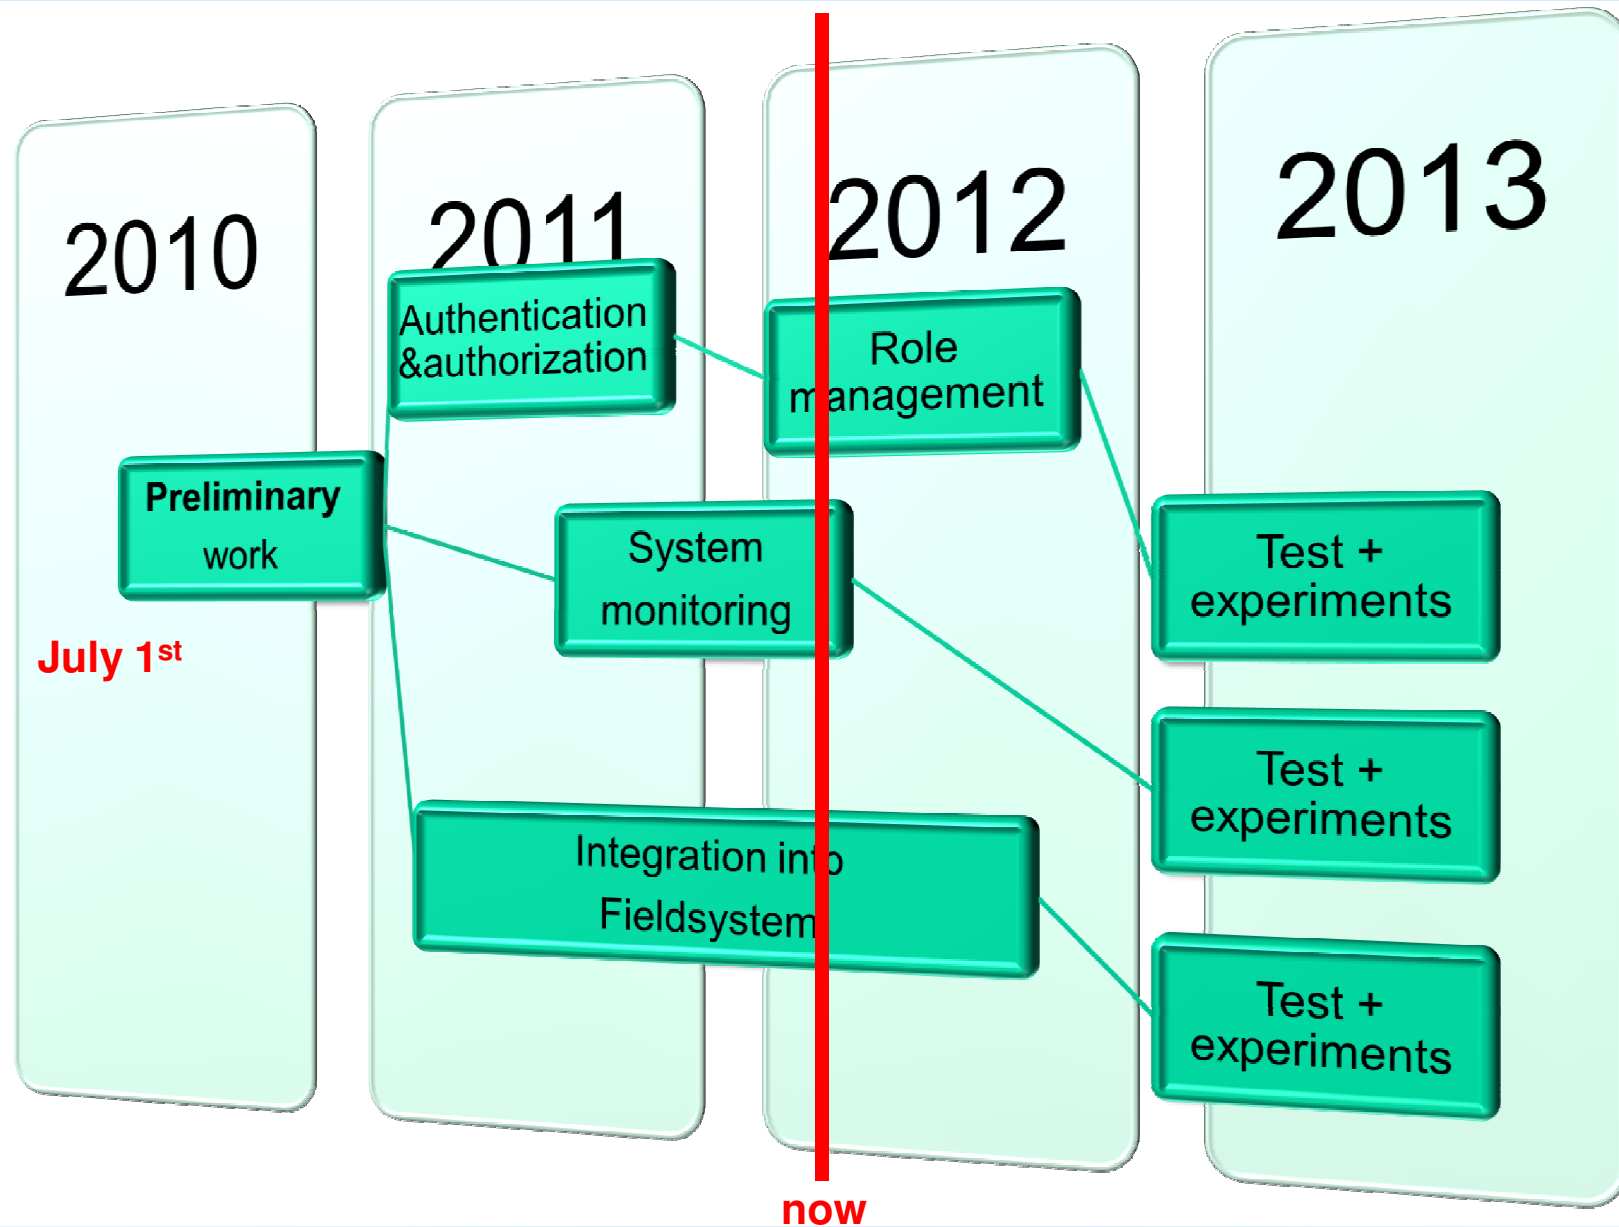 2010
2011
2012
2013
Authentication
&authorization
Role
management
Preliminary
work
July 1st
System
monitoring
Integration into
Fieldsystem
Test +
experiments
Test +
experiments
Test +
experiments
now